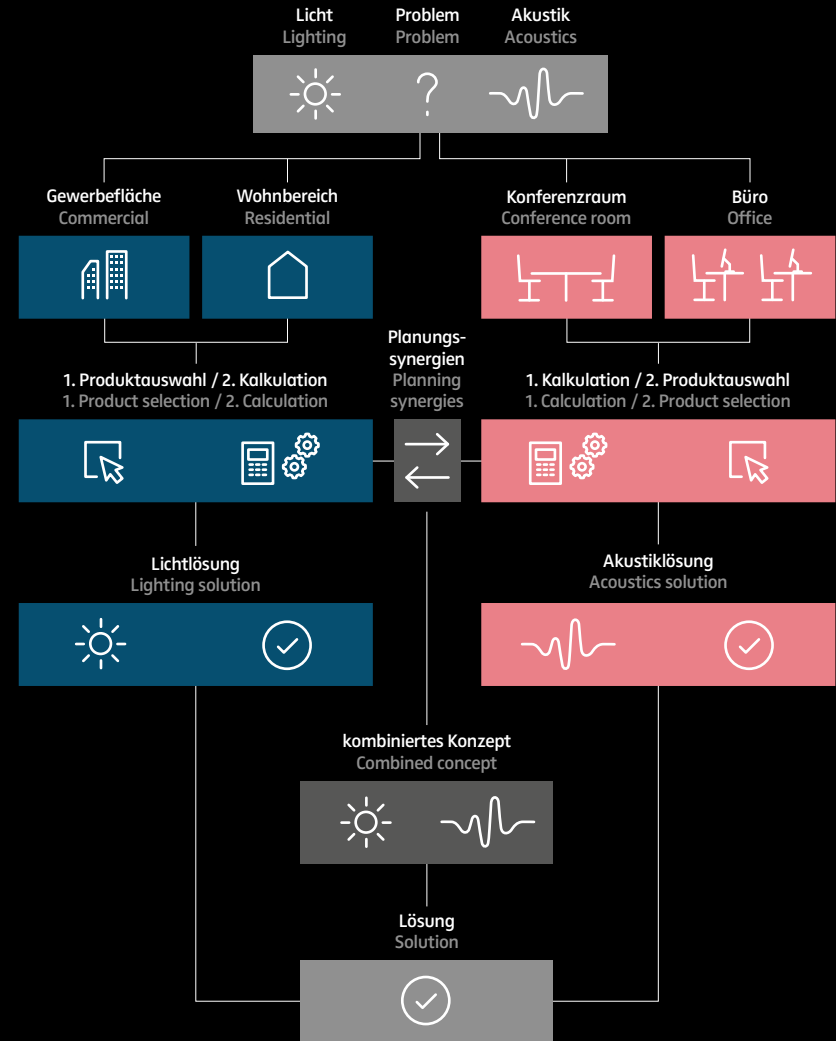 Licht
Lighting
Problem
Problem
Akustik
Acoustics
?
Gewerbefläche
Commercial
Wohnbereich
Residential
Konferenzraum
Conference room
Büro
Office
Planungs-
synergien
Planning
synergies
1. Produktauswahl / 2. Kalkulation
1. Product selection / 2. Calculation
1. Kalkulation / 2. Produktauswahl
1. Calculation / 2. Product selection
Lichtlösung
Lighting solution
Akustiklösung
Acoustics solution
kombiniertes Konzept
Combined concept
Lösung
Solution